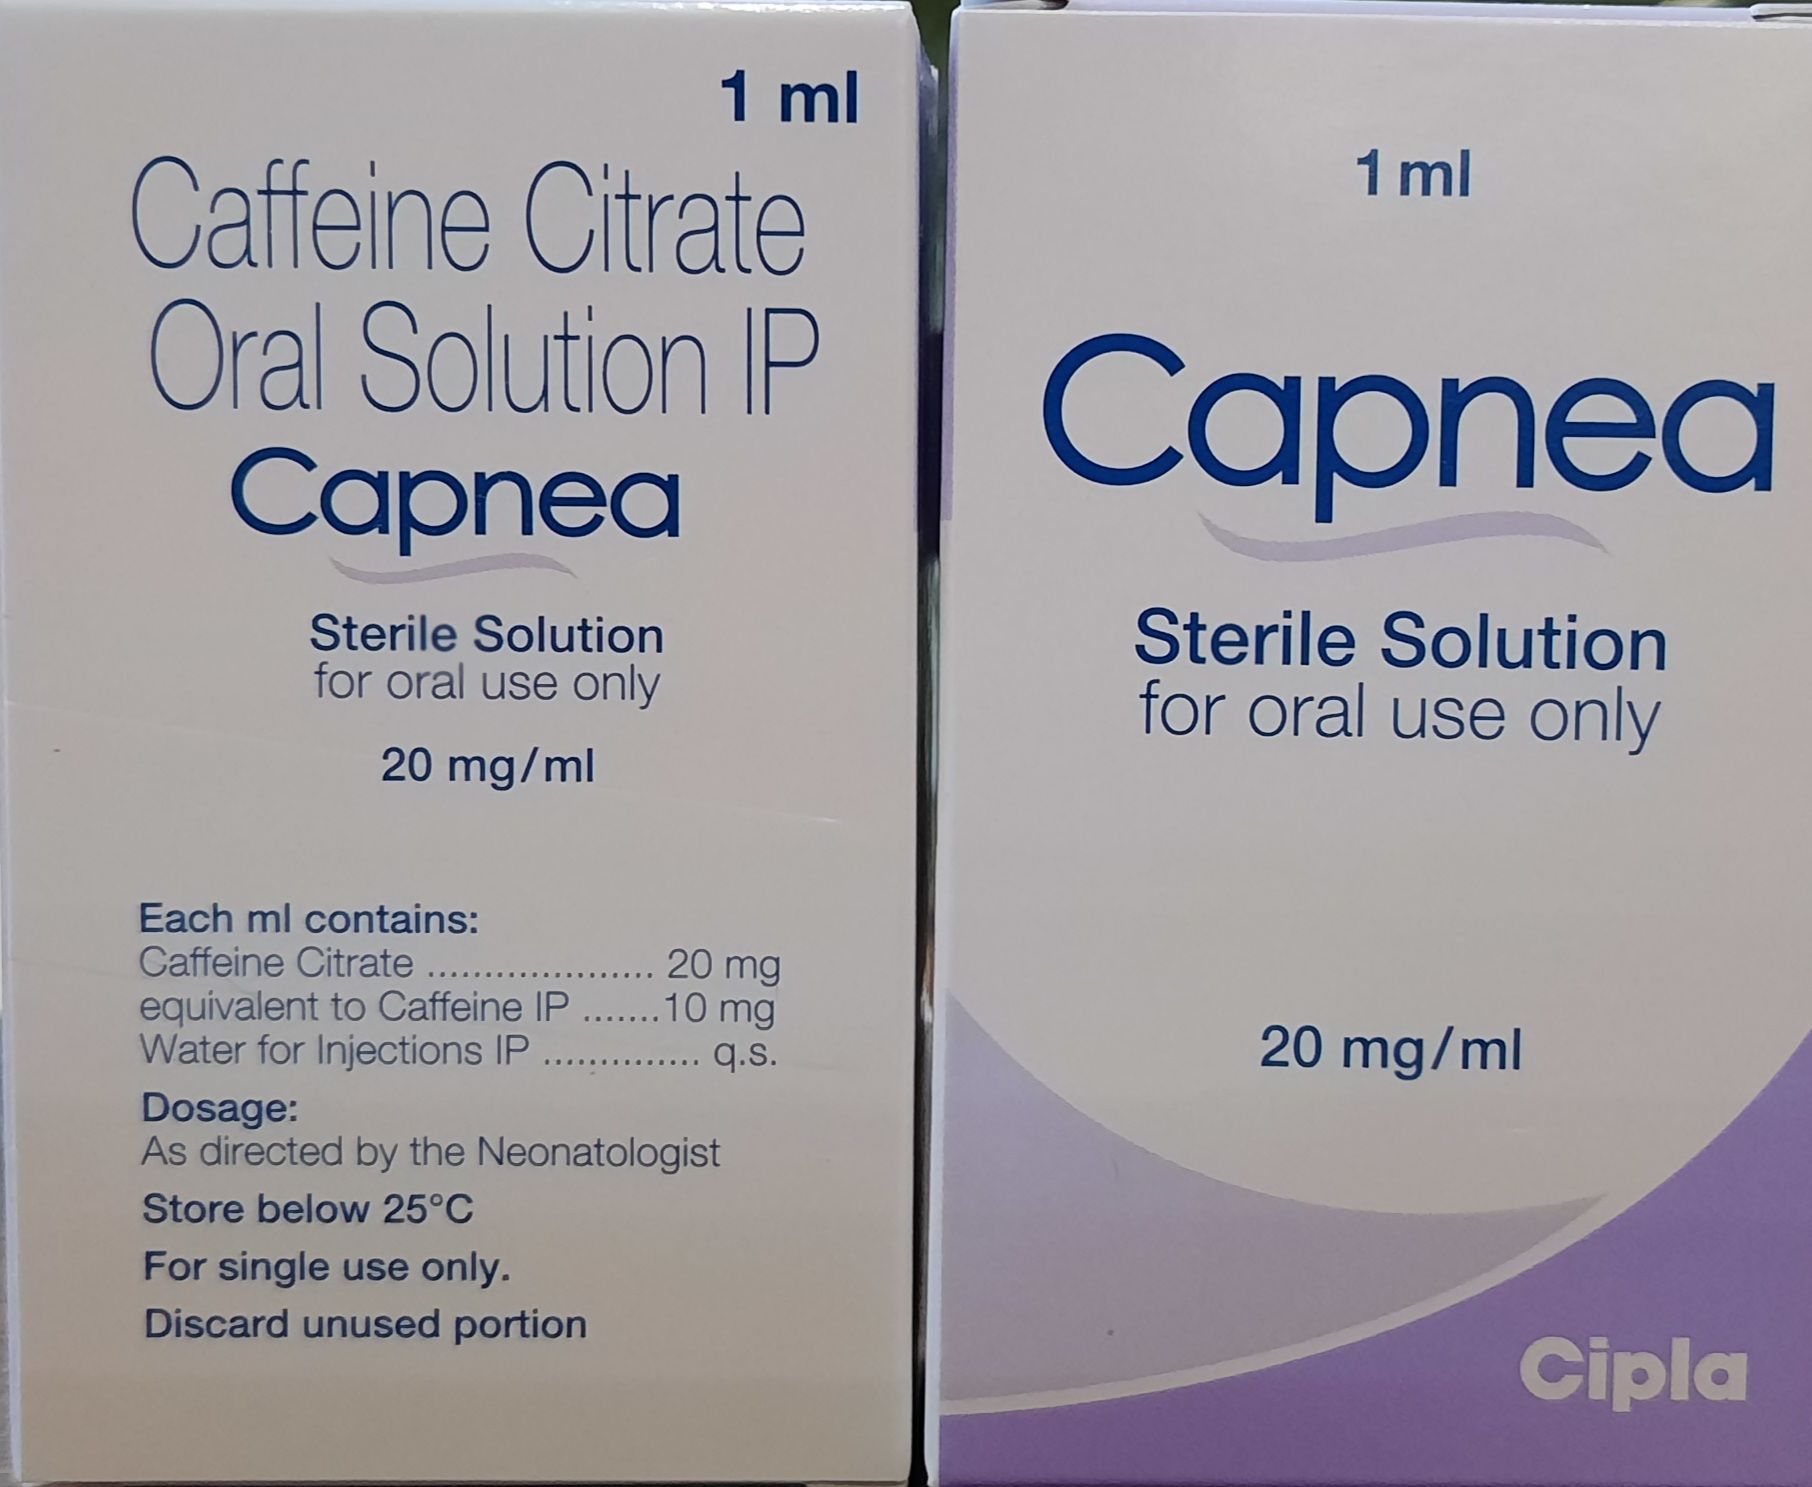 1 ml
Caffeine Citrate
Oral Solution IP
Capnea
Sterile Solution
for oral use only
20 mg/ml
Each ml contains:
Caffeine Citrate .................... 20 mg
equivalent to Caffeine IP .......10 mg
Water for Injections IP .............. q.s.
Dosage:
As directed by the Neonatologist
Store below 25°C
For single use only.
Discard unused portion
1 ml
Capnea
Sterile Solution
for oral use only
20 mg/ml
Cipla